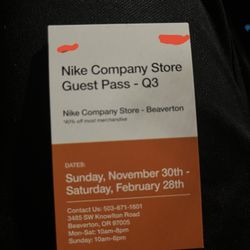 Nike Company Store
Guest Pass - Q3
Nike Company Store - Beaverton
*40% off most merchandise
DATES:
Sunday, November 30th -
Saturday, February 28th
Contact Us: 503-671-1601
3485 SW Knowlton Road
Beaverton, OR 97005
Mon-Sat: 10am-8pm
Sunday: 10am-6pm